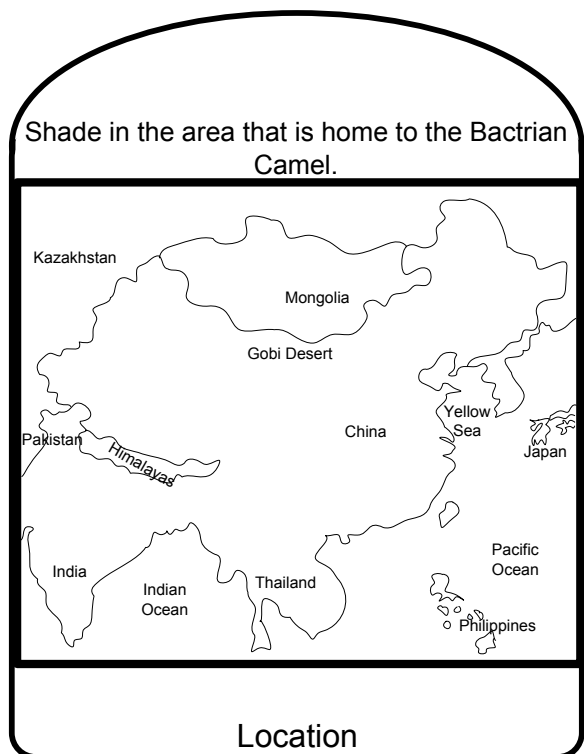 Shade in the area that is home to the Bactrian
Camel.
Kazakhstan
Mongolia
Gobi Desert
Yellow
Sea
China
Pakistan
Himalayas
Japan
Pacific
Ocean
India
Indian
Ocean
Thailand
Philippines
Location